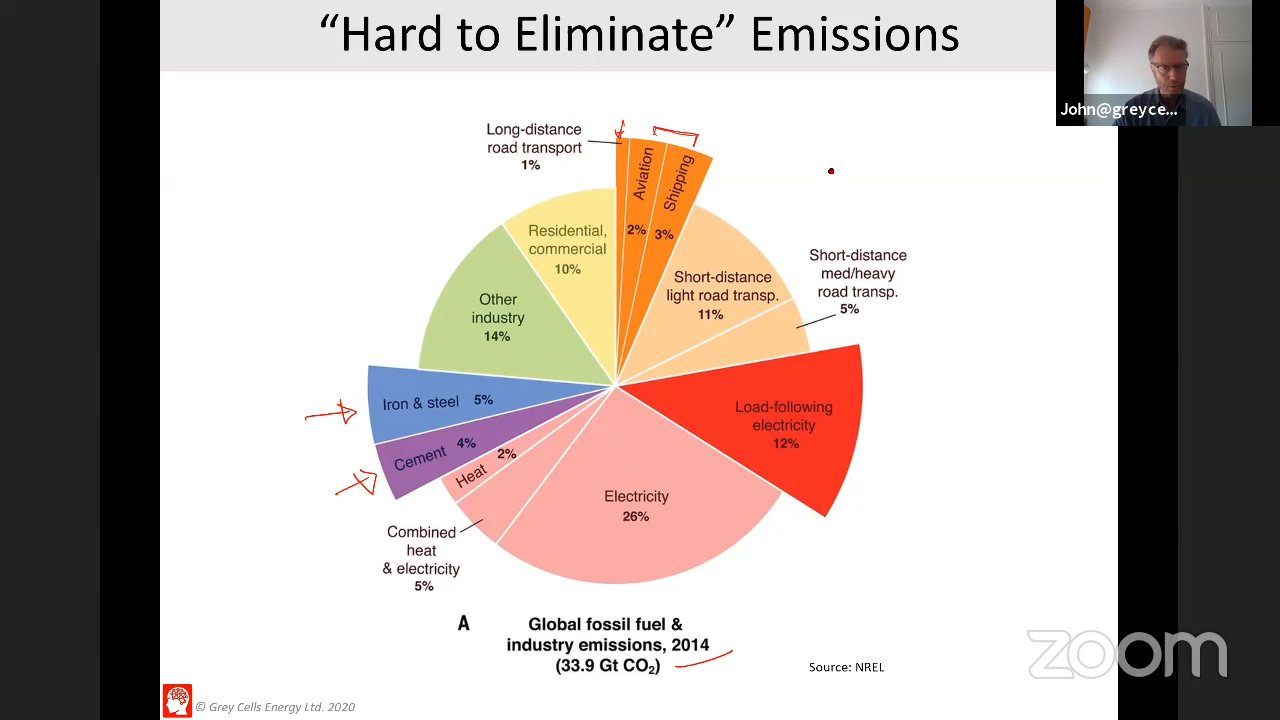 “Hard to Eliminate” Emissions
John@greyce...
Long-distance
road transport
1%
Aviation
2%
Shipping
3%
Residential,
commercial
10%
Short-distance
light road transp.
11%
Short-distance
med/heavy
road transp.
5%
Other
industry
14%
Iron & steel 5%
Cement 4%
Heat 2%
Load-following
electricity
12%
Electricity
26%
Combined
heat
& electricity
5%
A
Global fossil fuel &
industry emissions, 2014
(33.9 Gt CO₂)
Source: NREL
zoom
© Grey Cells Energy Ltd. 2020